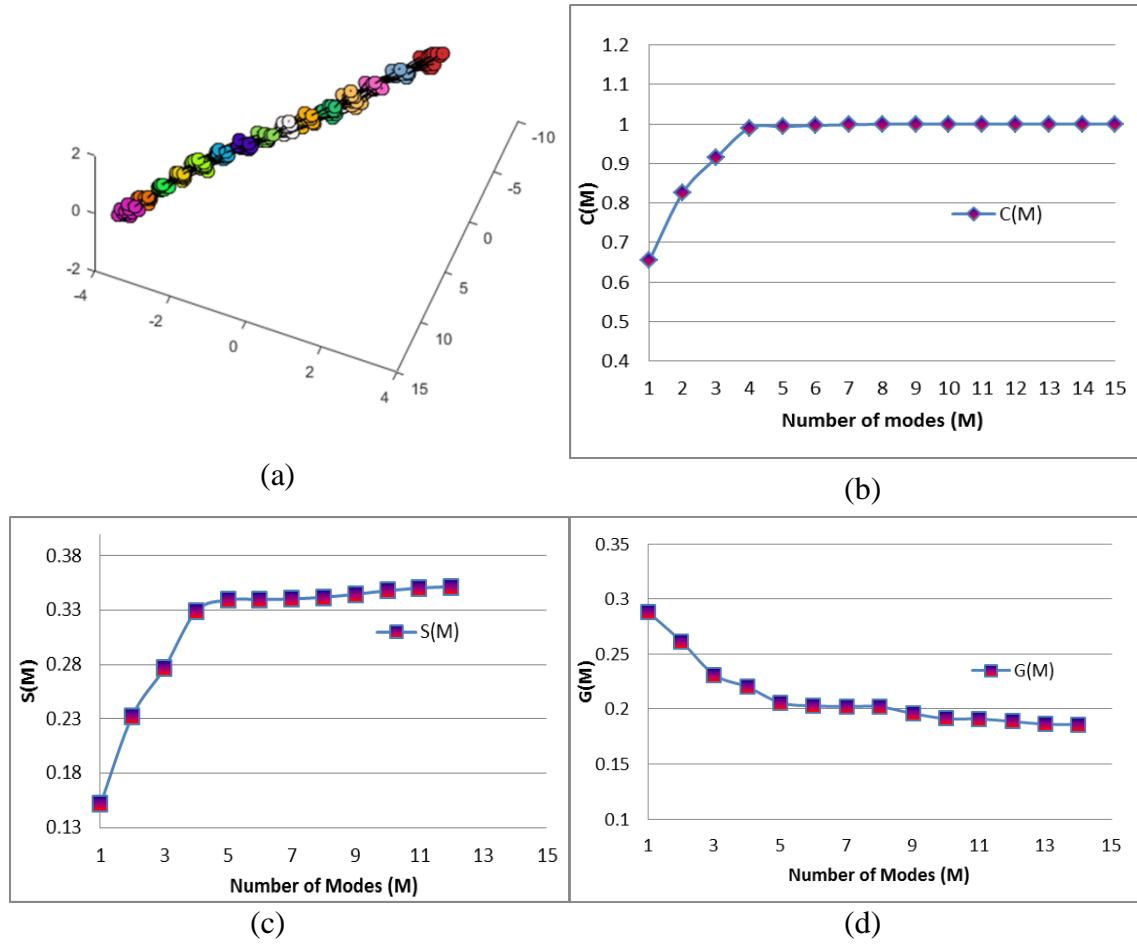 2
0
-2
-4
-2
0
2
4
-10
-5
0
5
10
15
(a)
1.2
1.1
1
0.9
0.8
0.7
0.6
0.5
0.4
C(M)
C(M)
1 2 3 4 5 6 7 8 9 10 11 12 13 14 15
Number of modes (M)
(b)
0.38
0.33
0.28
0.23
0.18
0.13
S(M)
S(M)
1 3 5 7 9 11 13 15
Number of Modes (M)
(c)
0.35
0.3
0.25
0.2
0.15
0.1
G(M)
G(M)
1 3 5 7 9 11 13 15
Number of Modes (M)
(d)